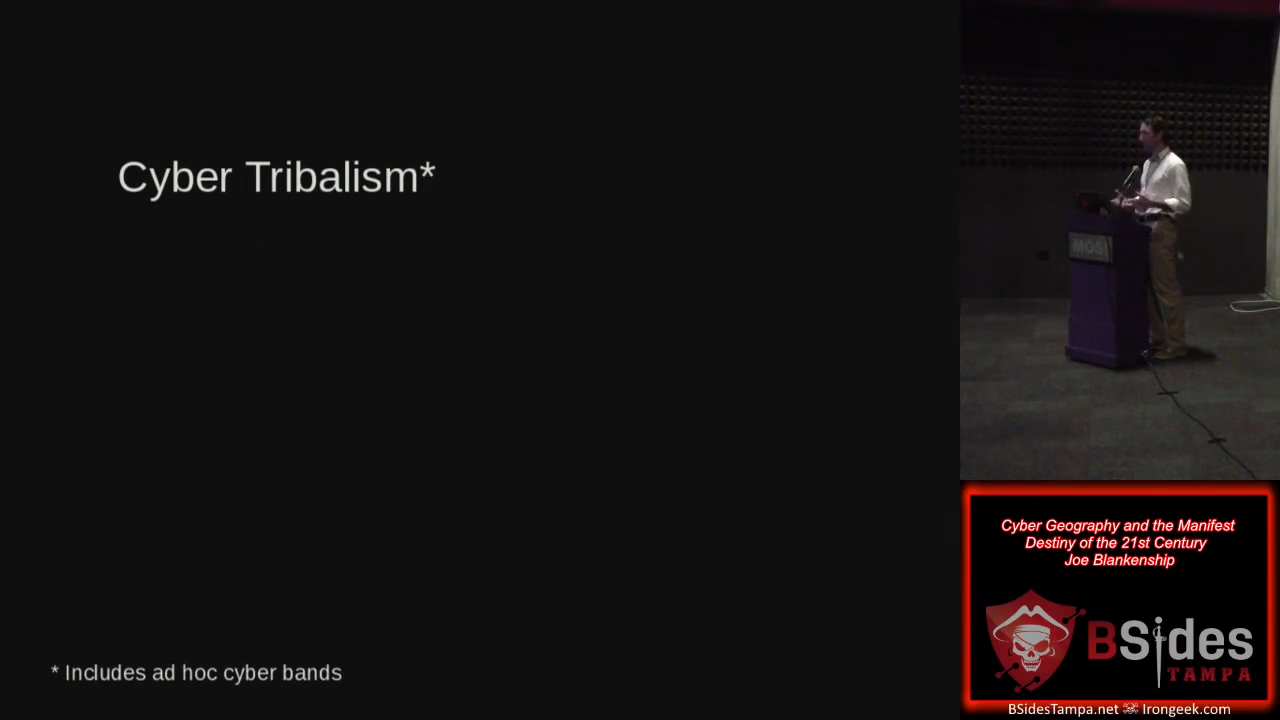 Cyber Tribalism*
* Includes ad hoc cyber bands
MOSI
Cyber Geography and the Manifest
Destiny of the 21st Century
Joe Blankenship
BSides
TAMPA
BSidesTampa.net Irongeek.com